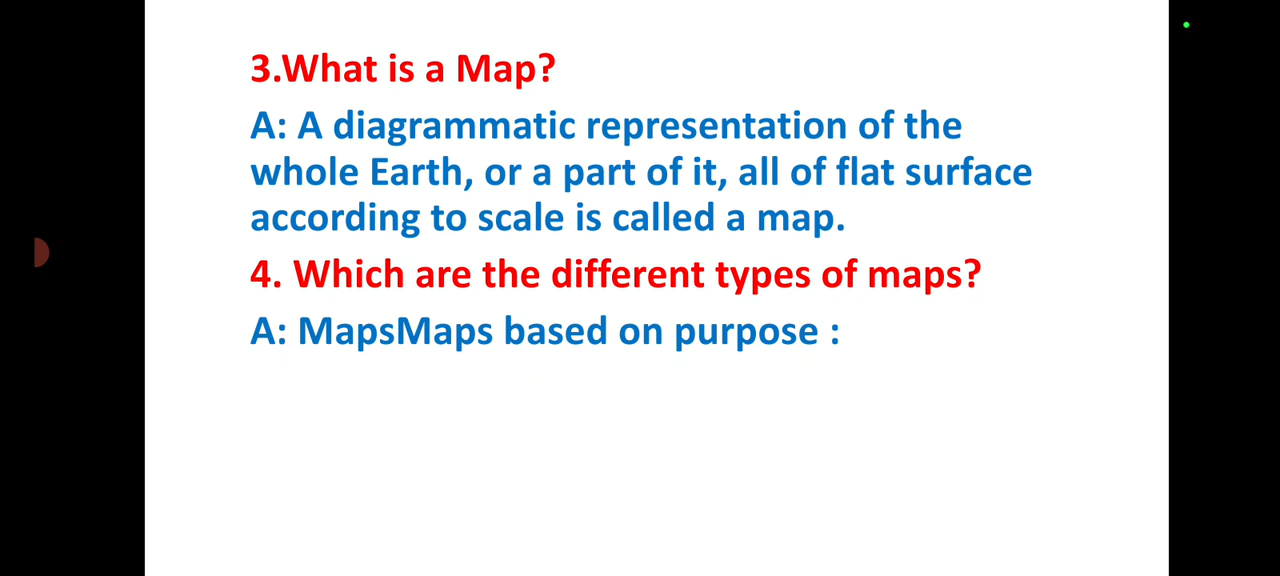 3.What is a Map?
A: A diagrammatic representation of the
whole Earth, or a part of it, all of flat surface
according to scale is called a map.
4. Which are the different types of maps?
A: MapsMaps based on purpose :